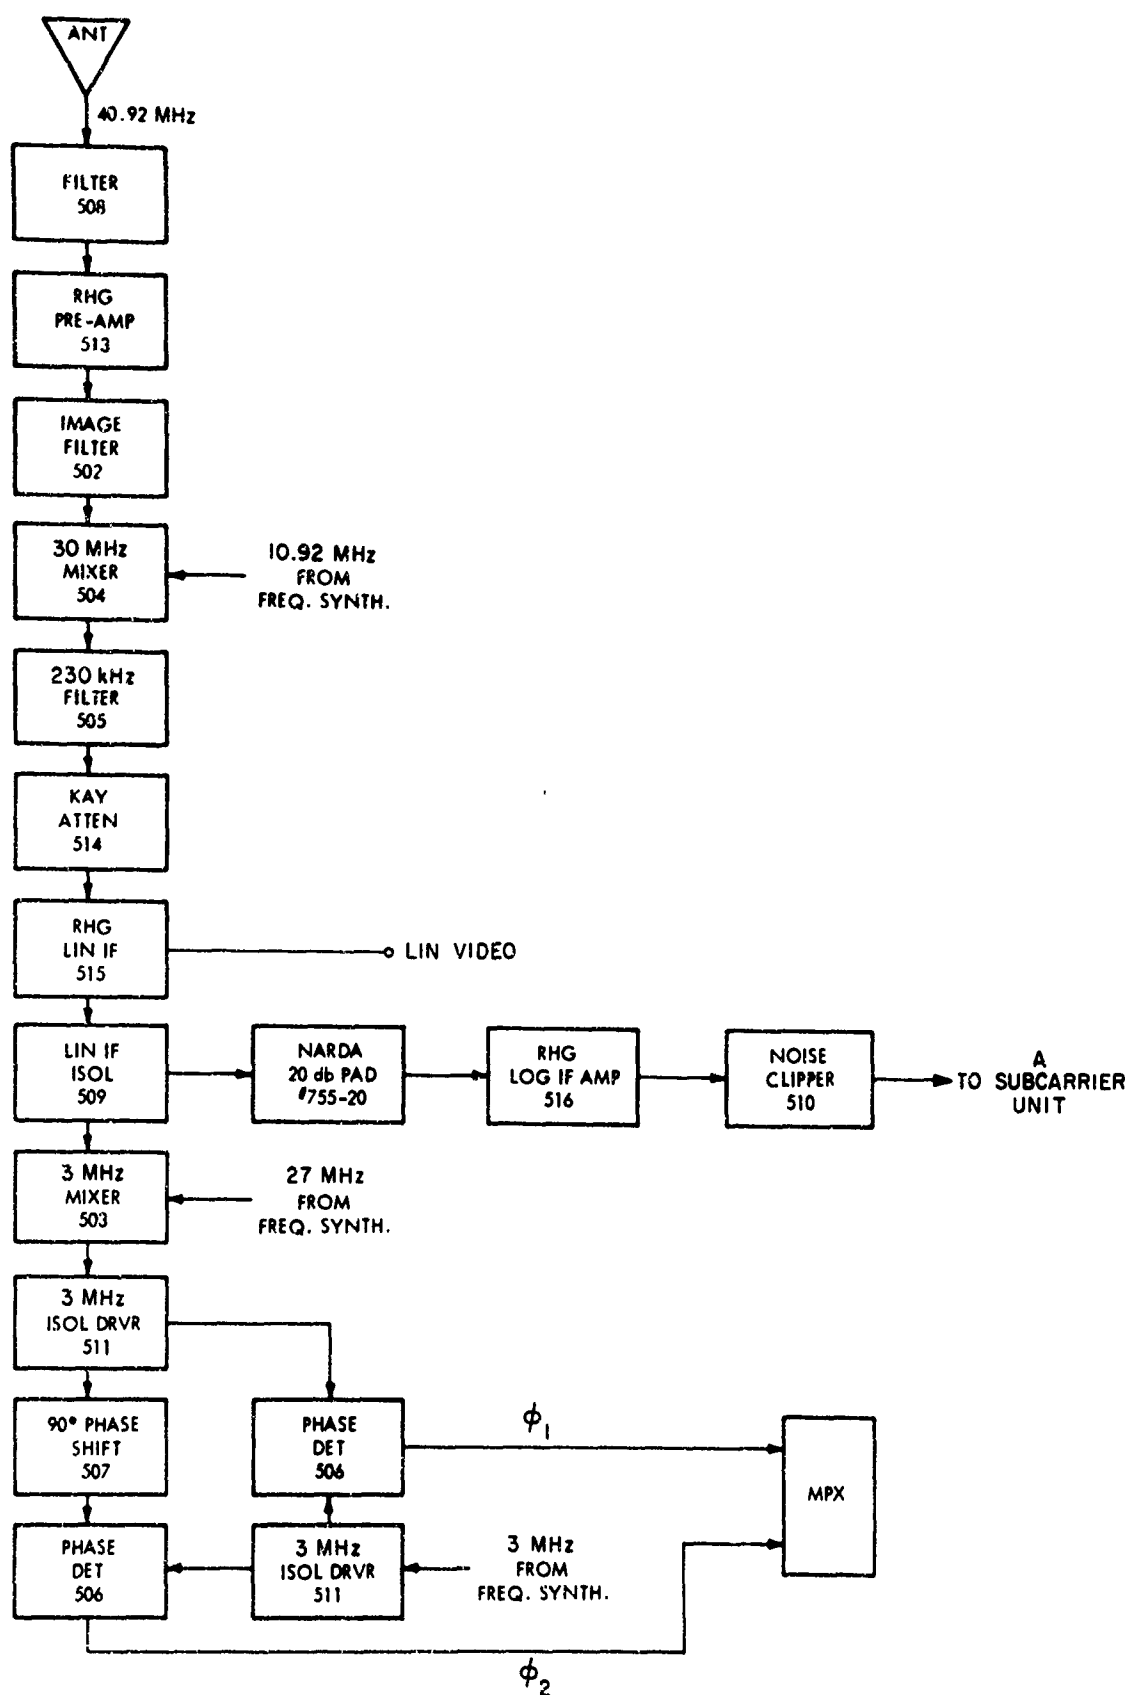 ANT
40.92 MHz
FILTER
508
RHG
PRE-AMP
513
IMAGE
FILTER
502
30 MHz
MIXER
504
10.92 MHz
FROM
FREQ. SYNTH.
230 kHz
FILTER
505
KAY
ATTEN
514
RHG
LIN IF
515
LIN VIDEO
LIN IF
ISOL
509
NARDA
20 db PAD
#755-20
RHG
LOG IF AMP
516
NOISE
CLIPPER
510
A
TO SUBCARRIER
UNIT
3 MHz
MIXER
503
27 MHz
FROM
FREQ. SYNTH.
3 MHz
ISOL DRVR
511
90° PHASE
SHIFT
507
PHASE
DET
506
ϕ1
MPX
PHASE
DET
506
3 MHz
ISOL DRVR
511
3 MHz
FROM
FREQ. SYNTH.
ϕ2